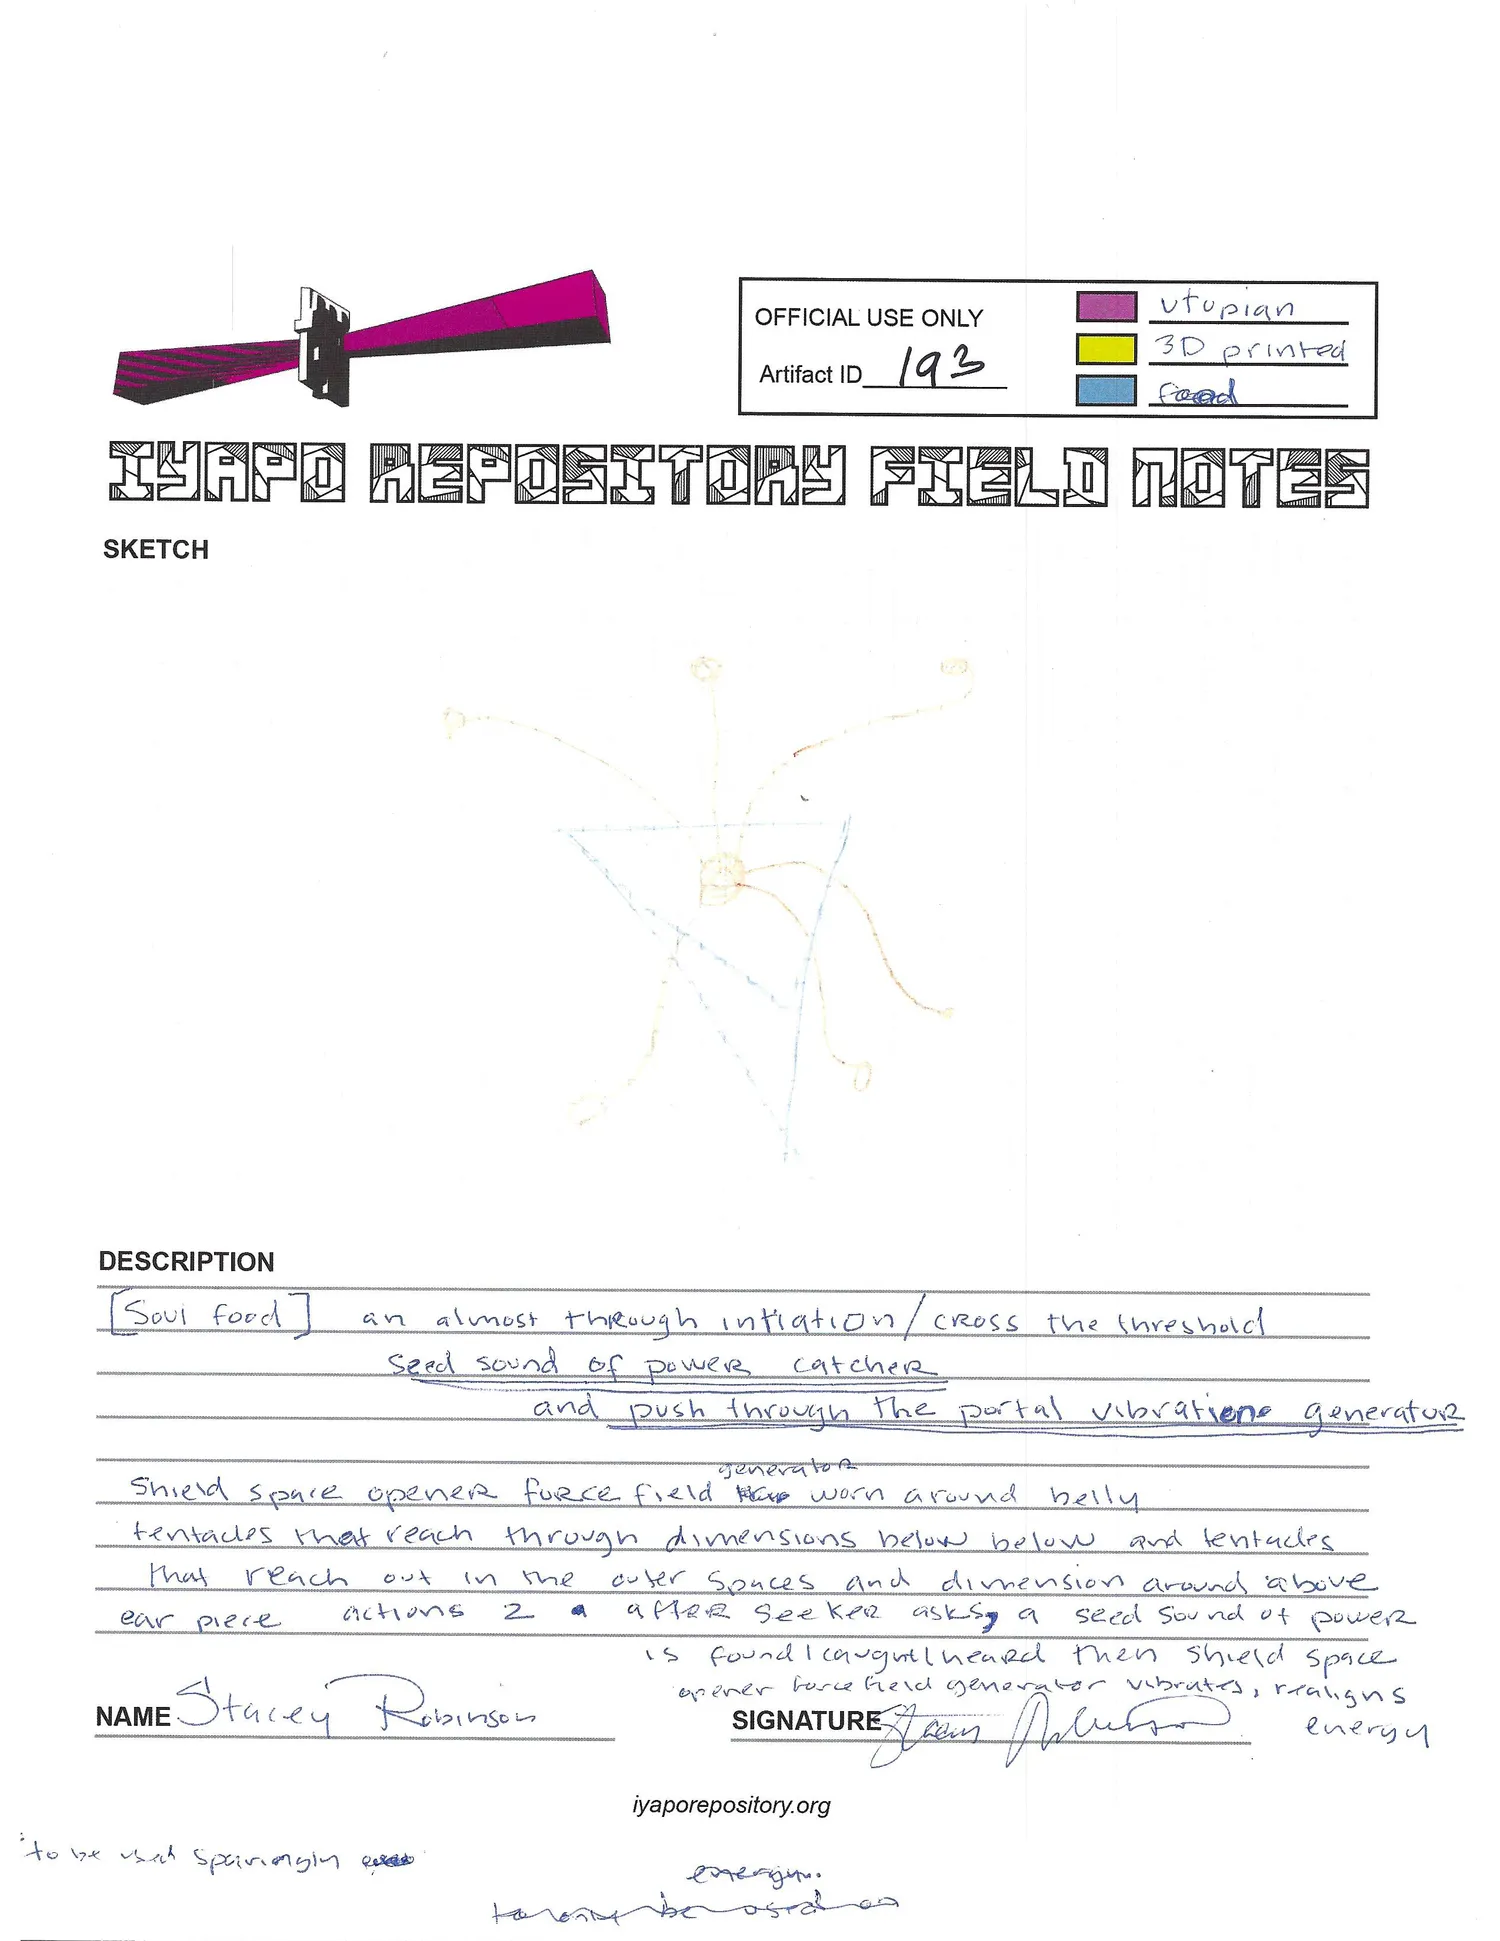 OFFICIAL USE ONLY
Artifact ID 193
utupian
3D printed
food
IYAPO REPOSITORY FIELD NOTES
SKETCH
DESCRIPTION
[Soul food] an almost through intiation/cross the threshold
seed sound of power catcher
and push through the portal vibrations generator
generator
Shield space opener force field worn around belly
tentacles that reach through dimensions below below and tentacles
that reach out in the outer spaces and dimension around above
ear piece actions 2 after seeker asks, a seed sound of power
is found/caught/heard then shield space
opener force field generator vibrates, realigns
energy
NAME Stacey Robinson
SIGNATURE Stacey Robinson
iyaporepository.org
to be used sparingly
energy.